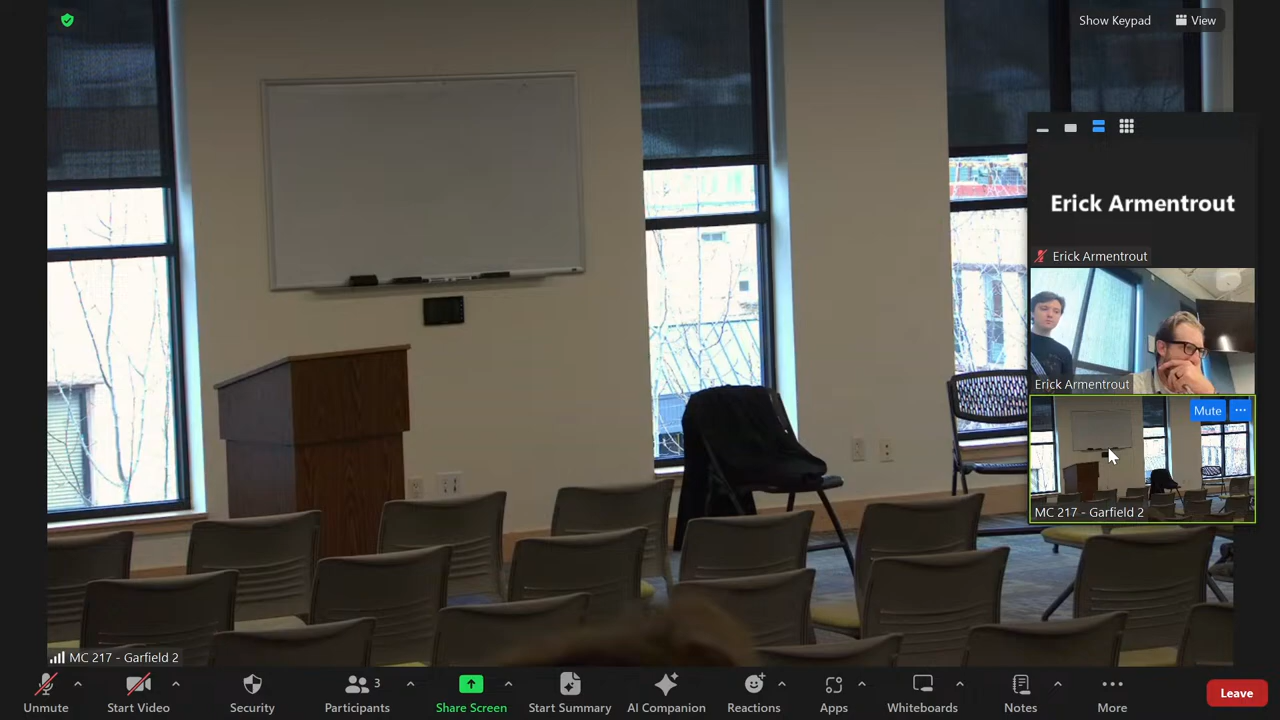 Show Keypad
View
Erick Armentrout
Erick Armentrout
Erick Armentrout
Mute
MC 217 - Garfield 2
MC 217 - Garfield 2
Unmute
Start Video
Security
Participants
3
Share Screen
Start Summary
AI Companion
Reactions
Apps
Whiteboards
Notes
More
Leave